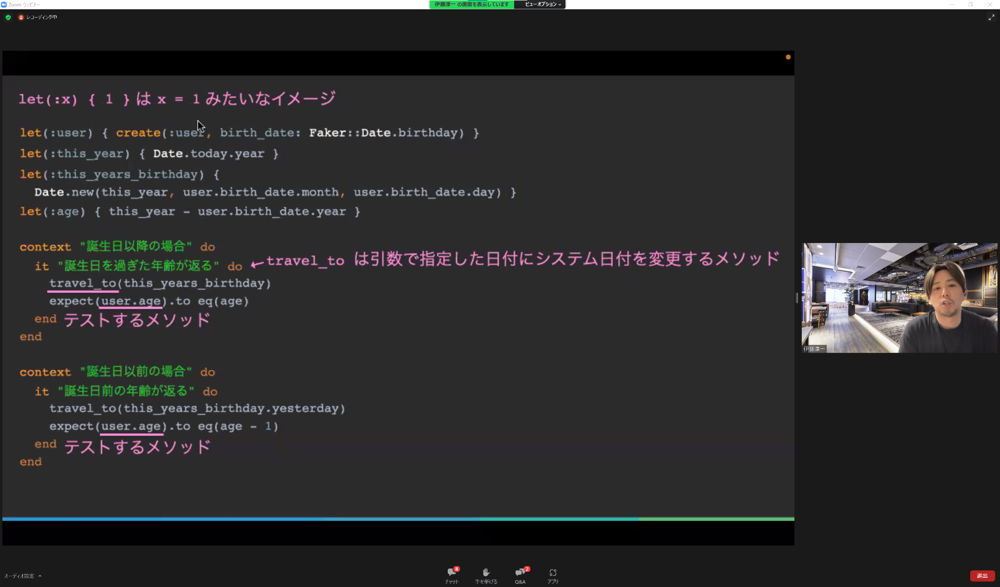 Zoom ウェビナー
伊藤淳一 の画面を表示しています
ビューオプション
レコーディング中
let(:x) { 1 } は x = 1 みたいなイメージ
let(:user) { create(:user, birth_date: Faker::Date.birthday) }
let(:this_year) { Date.today.year }
let(:this_years_birthday) {
Date.new(this_year, user.birth_date.month, user.birth_date.day) }
let(:age) { this_year - user.birth_date.year }
context "誕生日以降の場合" do
it "誕生日を過ぎた年齢が返る" do ←travel_to は引数で指定した日付にシステム日付を変更するメソッド
travel_to(this_years_birthday)
expect(user.age).to eq(age)
end テストするメソッド
end
context "誕生日以前の場合" do
it "誕生日前の年齢が返る" do
travel_to(this_years_birthday.yesterday)
expect(user.age).to eq(age - 1)
end テストするメソッド
end
伊藤淳一
オーディオ設定
8
チャット
手を挙げる
2
Q&A
アプリ
退出